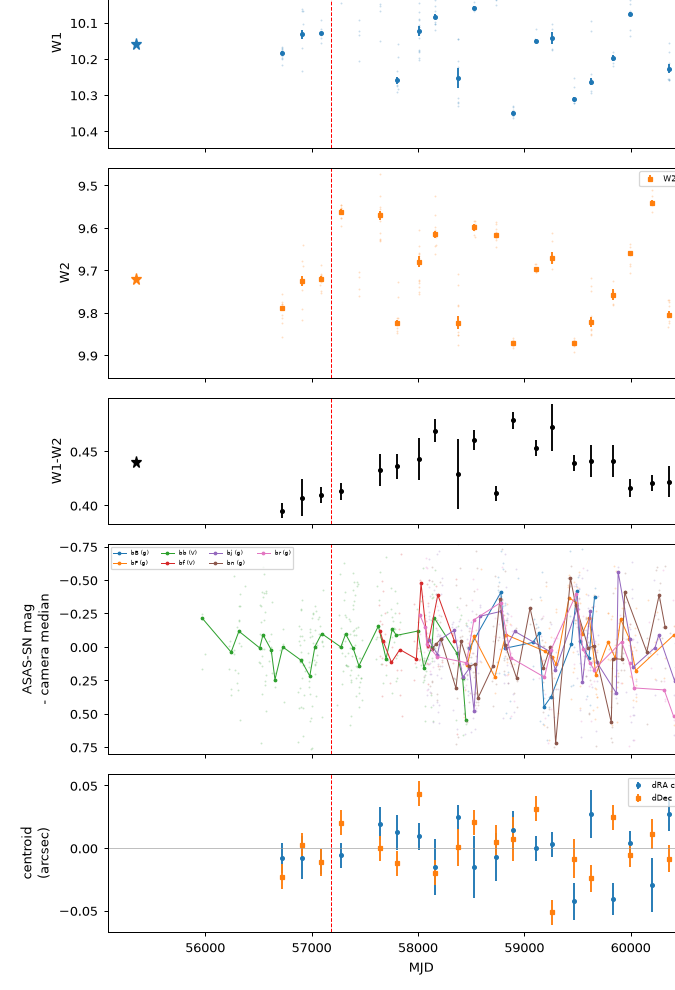 W1
10.1
10.2
10.3
10.4
W2
9.5
9.6
9.7
9.8
9.9
W2
W1-W2
0.45
0.40
ASAS-SN mag
- camera median
−0.75
−0.50
−0.25
0.00
0.25
0.50
0.75
bB (g) bb (V) bj (g) br (g)
bF (g) bf (V) bn (g)
centroid
(arcsec)
0.05
0.00
−0.05
dRA c
dDec
56000 57000 58000 59000 60000
MJD